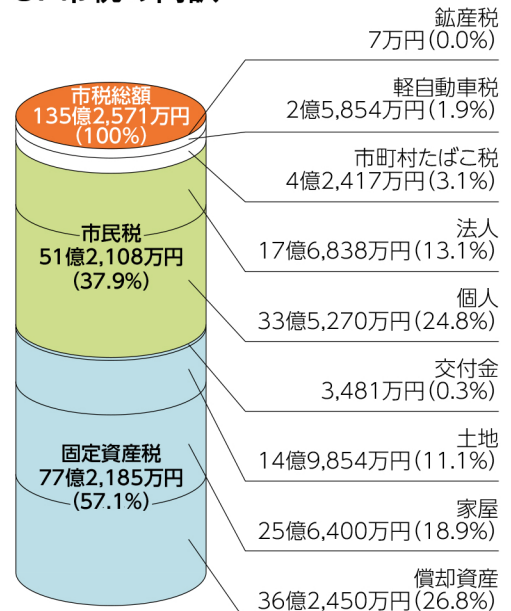 鉱産税
7万円(0.0%)
軽自動車税
2億5,854万円(1.9%)
市町村たばこ税
4億2,417万円(3.1%)
法人
17億6,838万円(13.1%)
個人
33億5,270万円(24.8%)
交付金
3,481万円(0.3%)
土地
14億9,854万円(11.1%)
家屋
25億6,400万円(18.9%)
償却資産
36億2,450万円(26.8%)
市税総額
135億2,571万円
(100%)
市民税
51億2,108万円
(37.9%)
固定資産税
77億2,185万円
(57.1%)